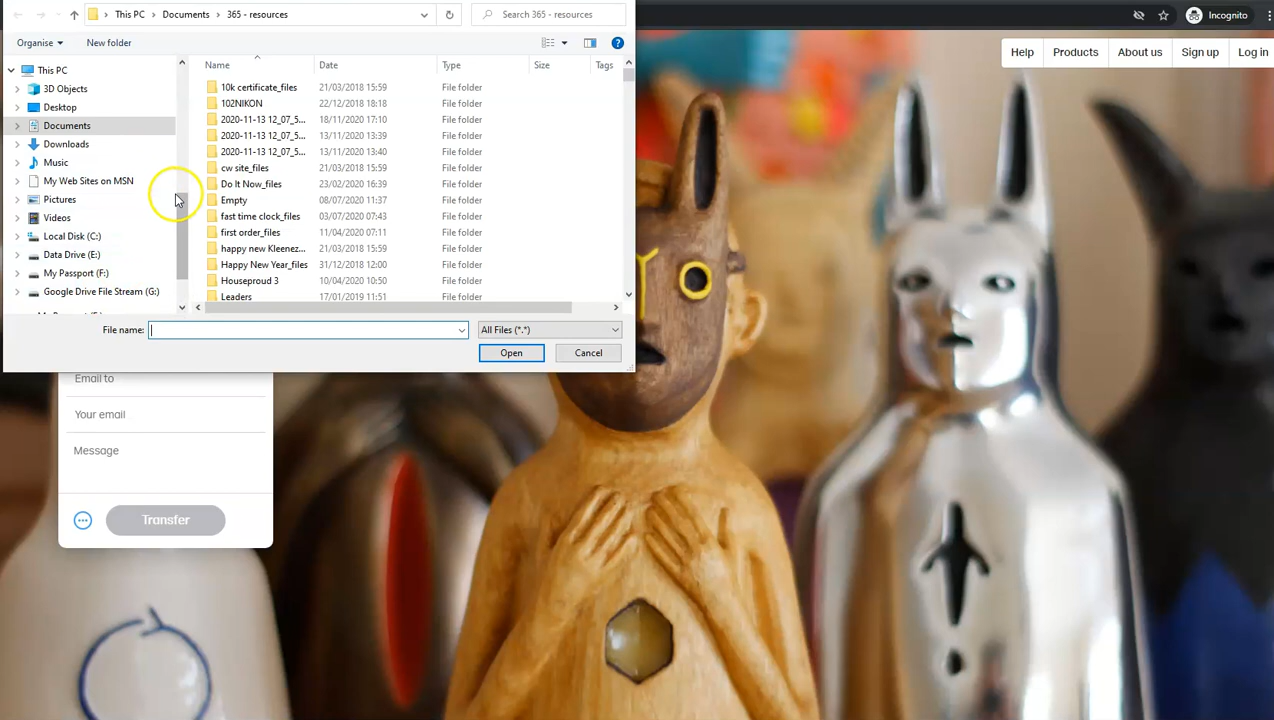 This PC > Documents > 365 - resources
Search 365 - resources
Incognito
Organise
New folder
Help
Products
About us
Sign up
Log in
This PC
3D Objects
Desktop
Documents
Downloads
Music
My Web Sites on MSN
Pictures
Videos
Local Disk (C:)
Data Drive (E:)
My Passport (F:)
Google Drive File Stream (G:)
Name Date Type Size Tags
10k certificate_files 21/03/2018 15:59 File folder
102NIKON 22/12/2018 18:18 File folder
2020-11-13 12_07_5... 18/11/2020 17:10 File folder
2020-11-13 12_07_5... 13/11/2020 13:39 File folder
2020-11-13 12_07_5... 13/11/2020 13:40 File folder
cw site_files 21/03/2018 15:59 File folder
Do It Now_files 23/02/2020 16:39 File folder
Empty 08/07/2020 11:37 File folder
fast time clock_files 03/07/2020 07:43 File folder
first order_files 11/04/2020 07:11 File folder
happy new Kleenez... 21/03/2018 15:59 File folder
Happy New Year_files 31/12/2018 12:00 File folder
Houseproud 3 10/04/2020 10:50 File folder
Leaders 17/01/2019 11:51 File folder
File name:
All Files (*.*)
Open
Cancel
Email to
Your email
Message
Transfer